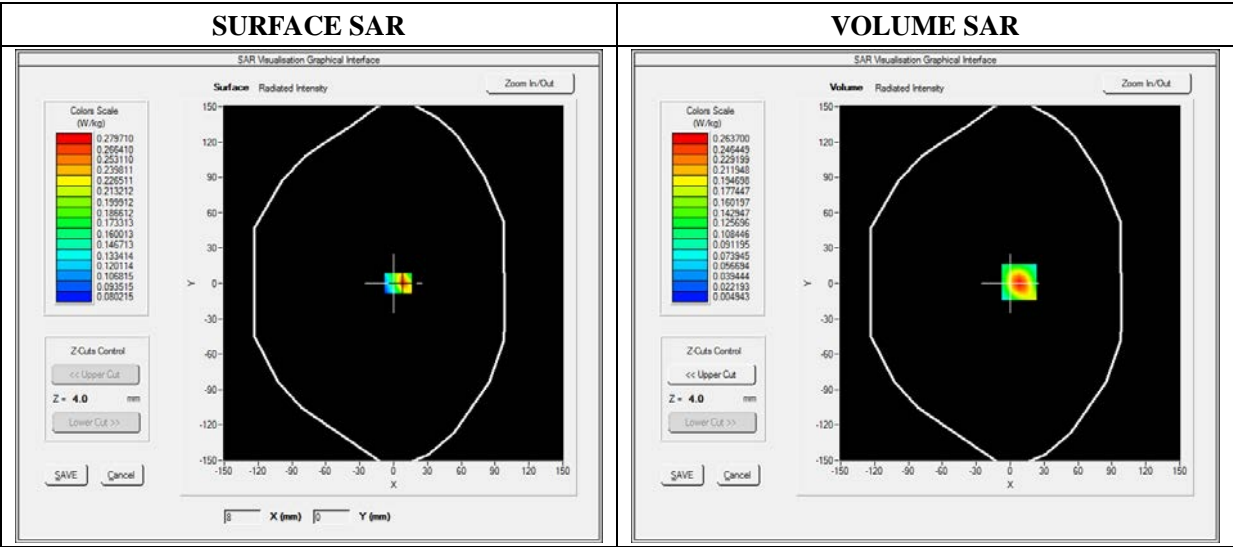 SURFACE SAR
SAR Visualisation Graphical Interface
Surface Radiated Intensity
Zoom In/Out
Colors Scale
(W/kg)
0.279710
0.266410
0.253110
0.239811
0.226511
0.213212
0.199912
0.186612
0.173313
0.160013
0.146713
0.133414
0.120114
0.106815
0.093515
0.080215
Z-Cuts Control
<< Upper Cut
Z = 4.0 mm
Lower Cut >>
SAVE Cancel
150
120
90
60
30
0
-30
-60
-90
-120
-150
Y
-150 -120 -90 -60 -30 0 30 60 90 120 150
X
8 X (mm) 0 Y (mm)
VOLUME SAR
SAR Visualisation Graphical Interface
Volume Radiated Intensity
Zoom In/Out
Colors Scale
(W/kg)
0.263700
0.246449
0.229199
0.211948
0.194698
0.177447
0.160197
0.142947
0.125696
0.108446
0.091195
0.073945
0.056694
0.039444
0.022193
0.004943
Z-Cuts Control
<< Upper Cut
Z = 4.0 mm
Lower Cut >>
SAVE Cancel
150
120
90
60
30
0
-30
-60
-90
-120
-150
Y
-150 -120 -90 -60 -30 0 30 60 90 120 150
X